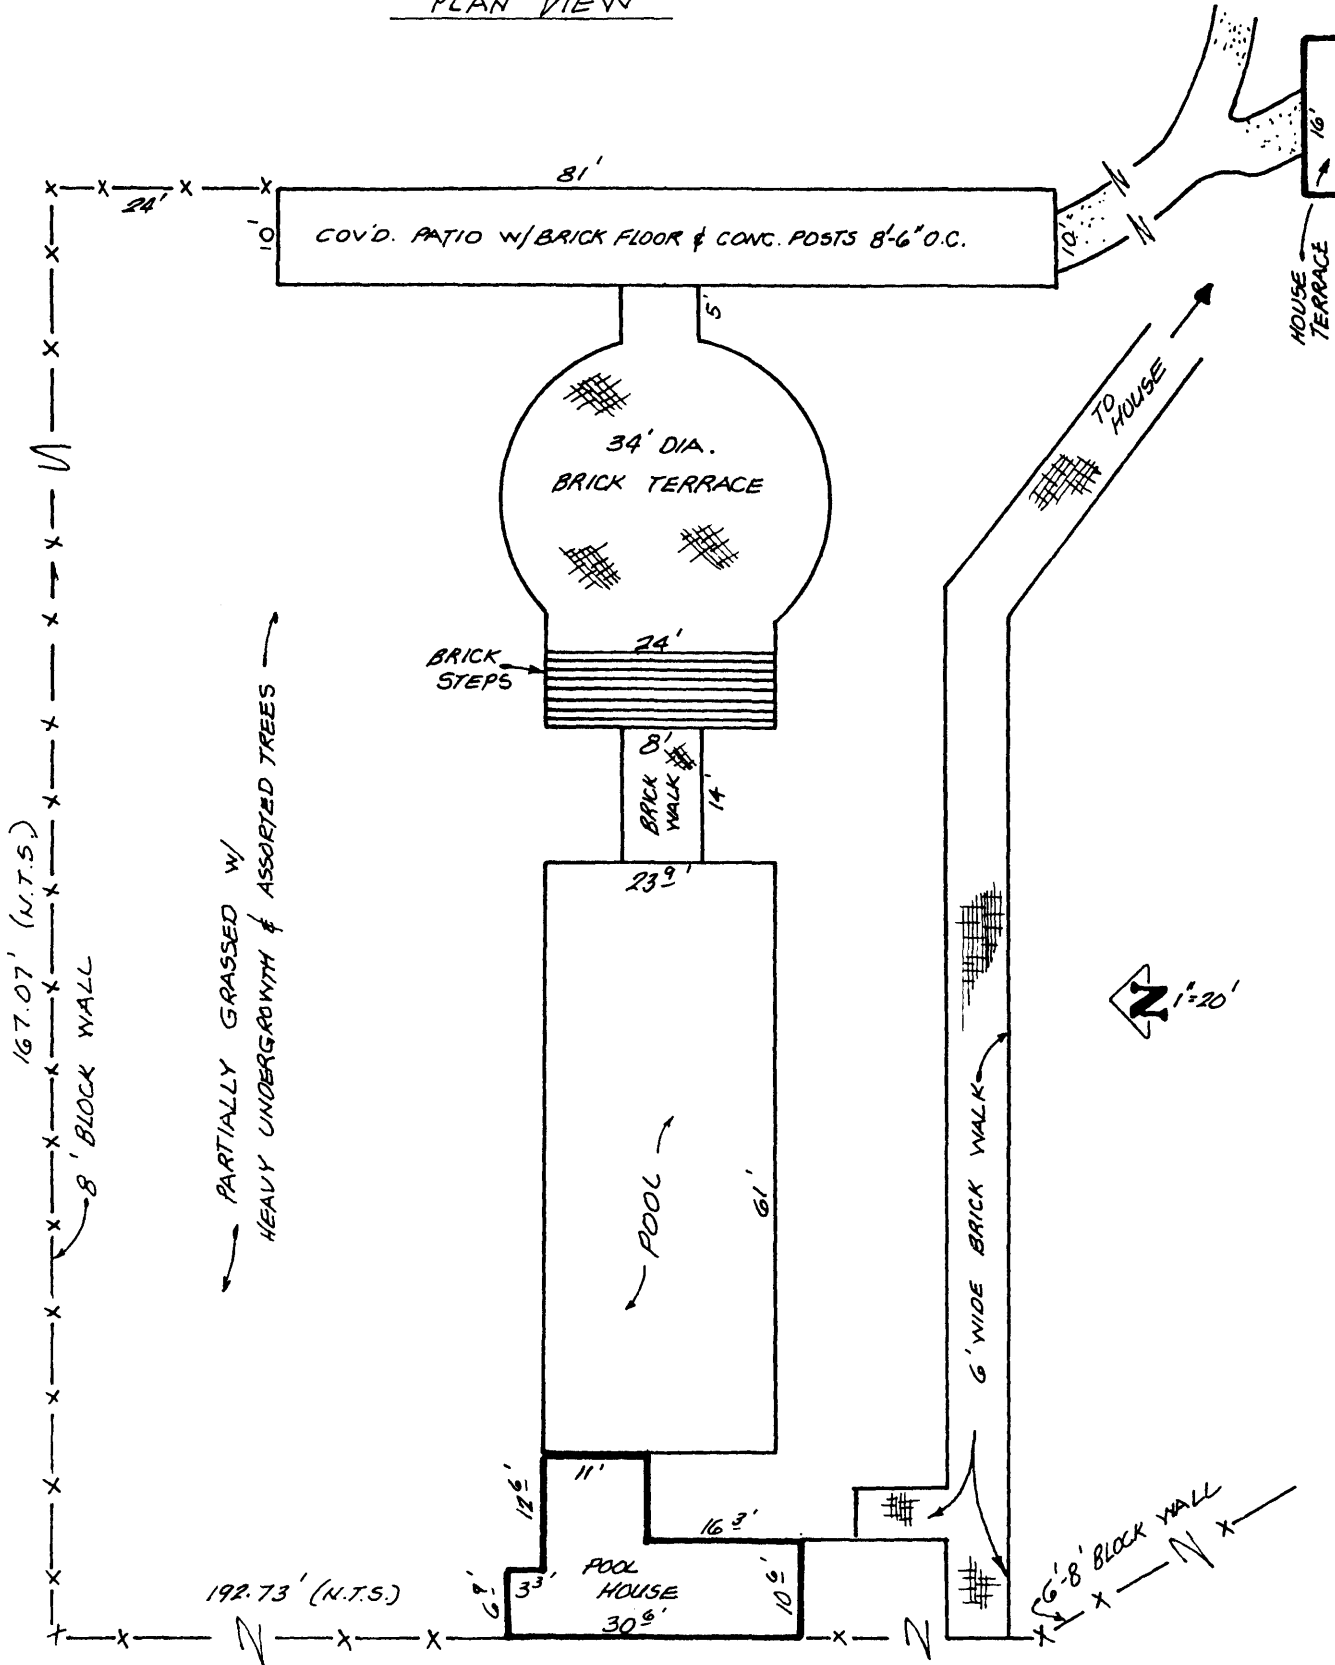 PLAN VIEW
81'
24'
10'
COV'D. PATIO W/BRICK FLOOR & CONC. POSTS 8'-6" O.C.
10'
16'
HOUSE
TERRACE
5'
TO
HOUSE
34' DIA.
BRICK TERRACE
24'
BRICK
STEPS
8'
BRICK
WALK
14'
23 9'
167.07' (N.T.S.)
8' BLOCK WALL
PARTIALLY GRASSED W/
HEAVY UNDERGROWTH & ASSORTED TREES
N
1"=20'
POOL
61'
6' WIDE BRICK WALK
11'
12 6'
16 3'
POOL
HOUSE
3 3'
6 9'
30 6'
10 6'
192.73' (N.T.S.)
6'-8' BLOCK WALL